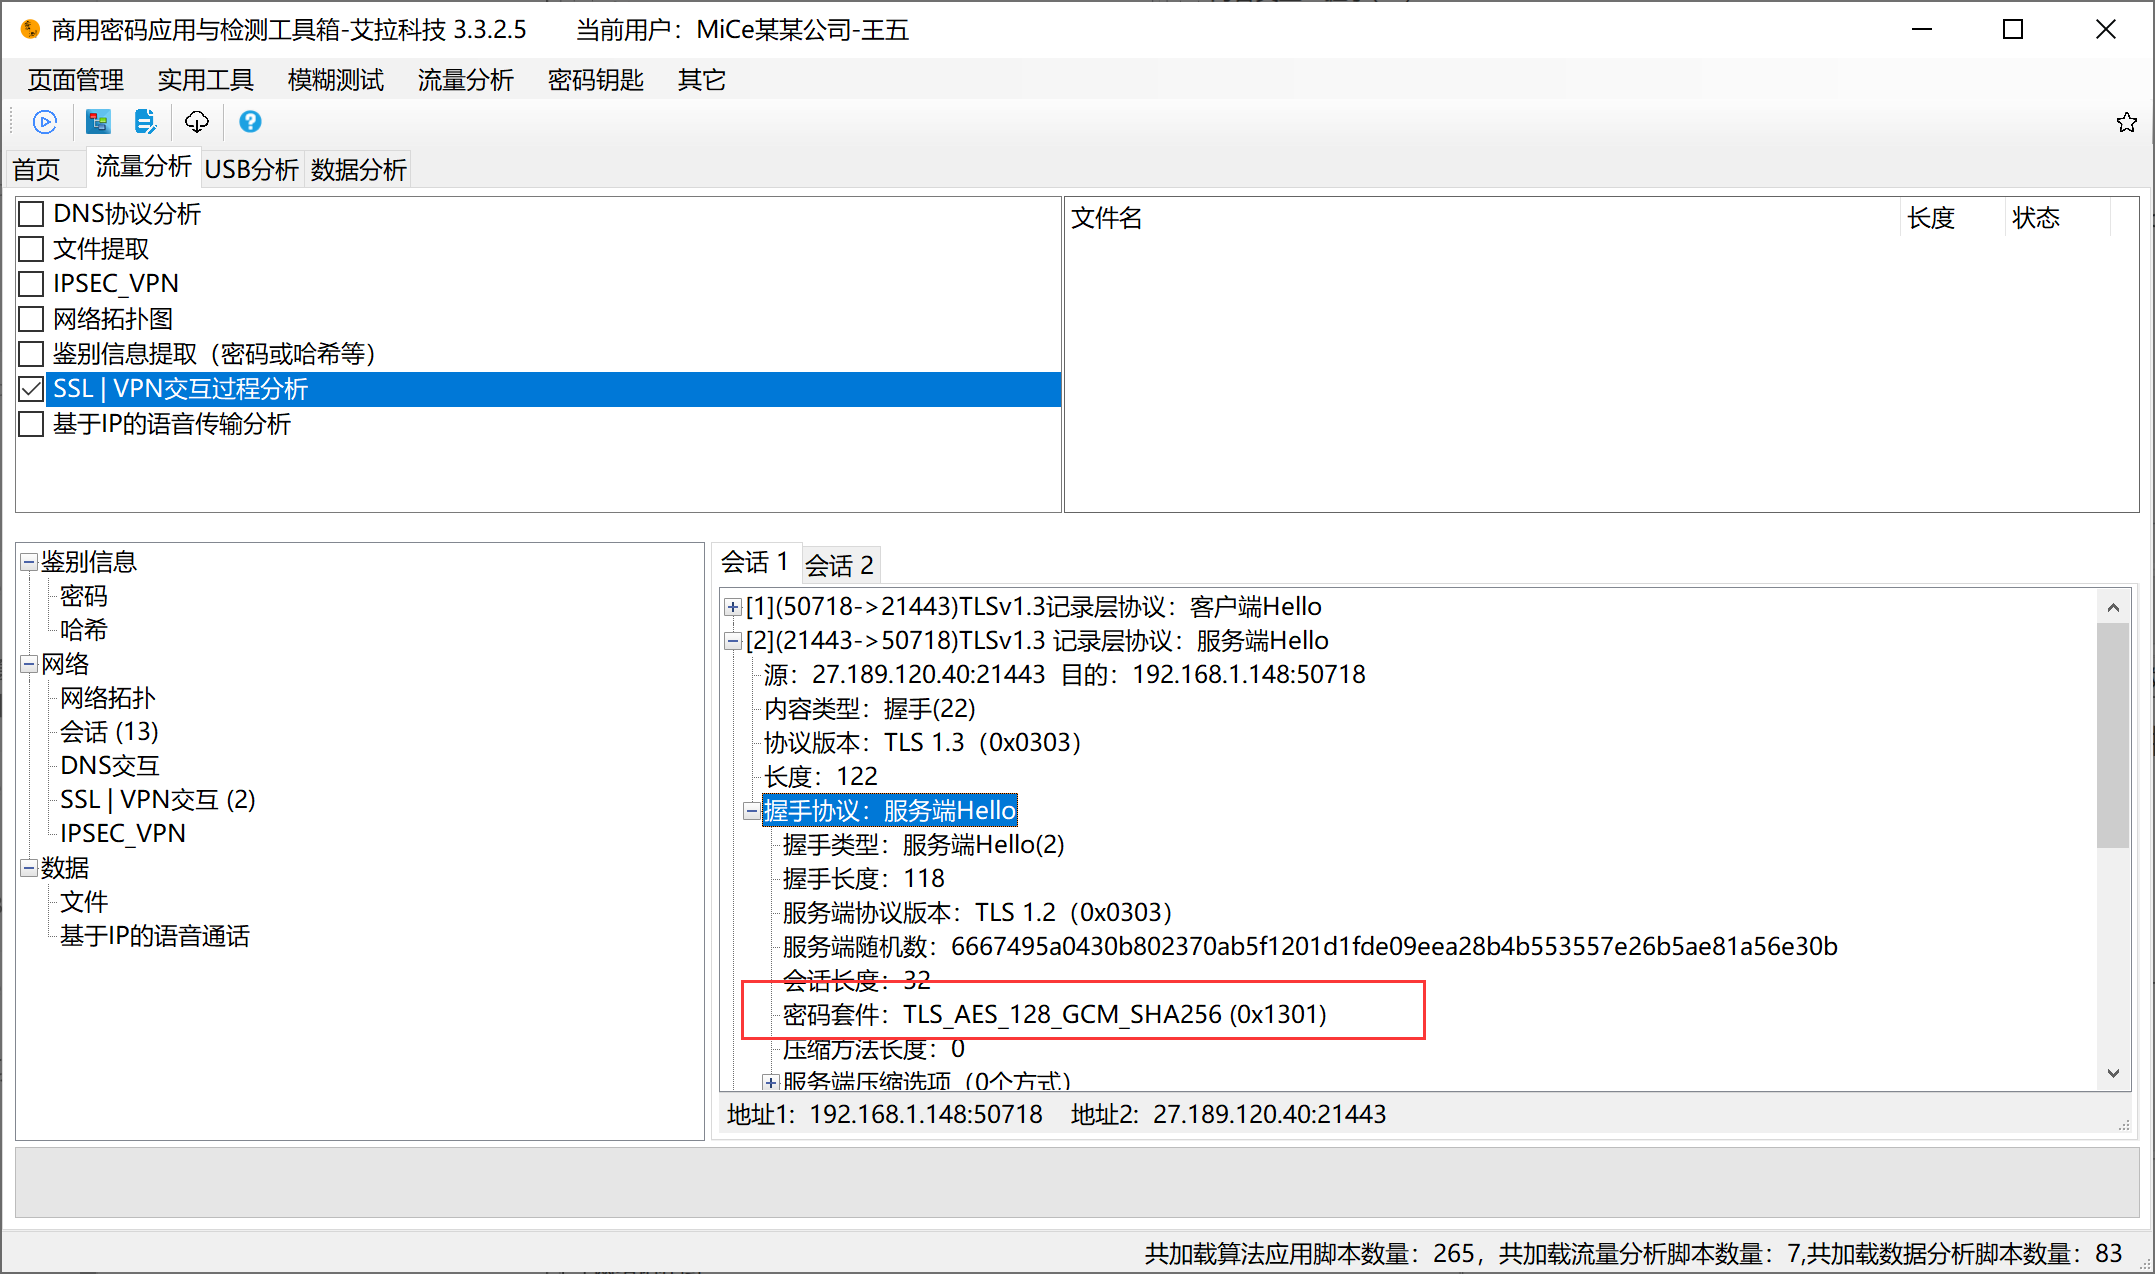 商用密码应用与检测工具箱-艾拉科技 3.3.2.5 当前用户：MiCe某某公司-王五
页面管理 实用工具 模糊测试 流量分析 密码钥匙 其它
首页 流量分析 USB分析 数据分析
DNS协议分析
文件提取
IPSEC_VPN
网络拓扑图
鉴别信息提取（密码或哈希等）
SSL | VPN交互过程分析
基于IP的语音传输分析
文件名 长度 状态
鉴别信息
密码
哈希
网络
网络拓扑
会话 (13)
DNS交互
SSL | VPN交互 (2)
IPSEC_VPN
数据
文件
基于IP的语音通话
会话 1 会话 2
[1](50718->21443)TLSv1.3记录层协议：客户端Hello
[2](21443->50718)TLSv1.3 记录层协议：服务端Hello
源：27.189.120.40:21443 目的：192.168.1.148:50718
内容类型：握手(22)
协议版本：TLS 1.3（0x0303）
长度：122
握手协议：服务端Hello
握手类型：服务端Hello(2)
握手长度：118
服务端协议版本：TLS 1.2（0x0303）
服务端随机数：6667495a0430b802370ab5f1201d1fde09eea28b4b553557e26b5ae81a56e30b
会话长度：32
密码套件：TLS_AES_128_GCM_SHA256 (0x1301)
压缩方法长度：0
服务端压缩选项（0个方式）
地址1：192.168.1.148:50718 地址2：27.189.120.40:21443
共加载算法应用脚本数量：265，共加载流量分析脚本数量：7,共加载数据分析脚本数量：83